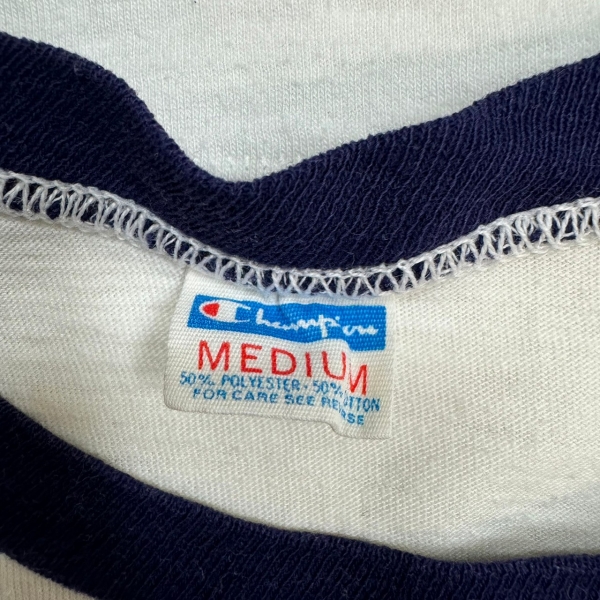 Champion
MEDIUM
50% POLYESTER - 50% COTTON
FOR CARE SEE REVERSE